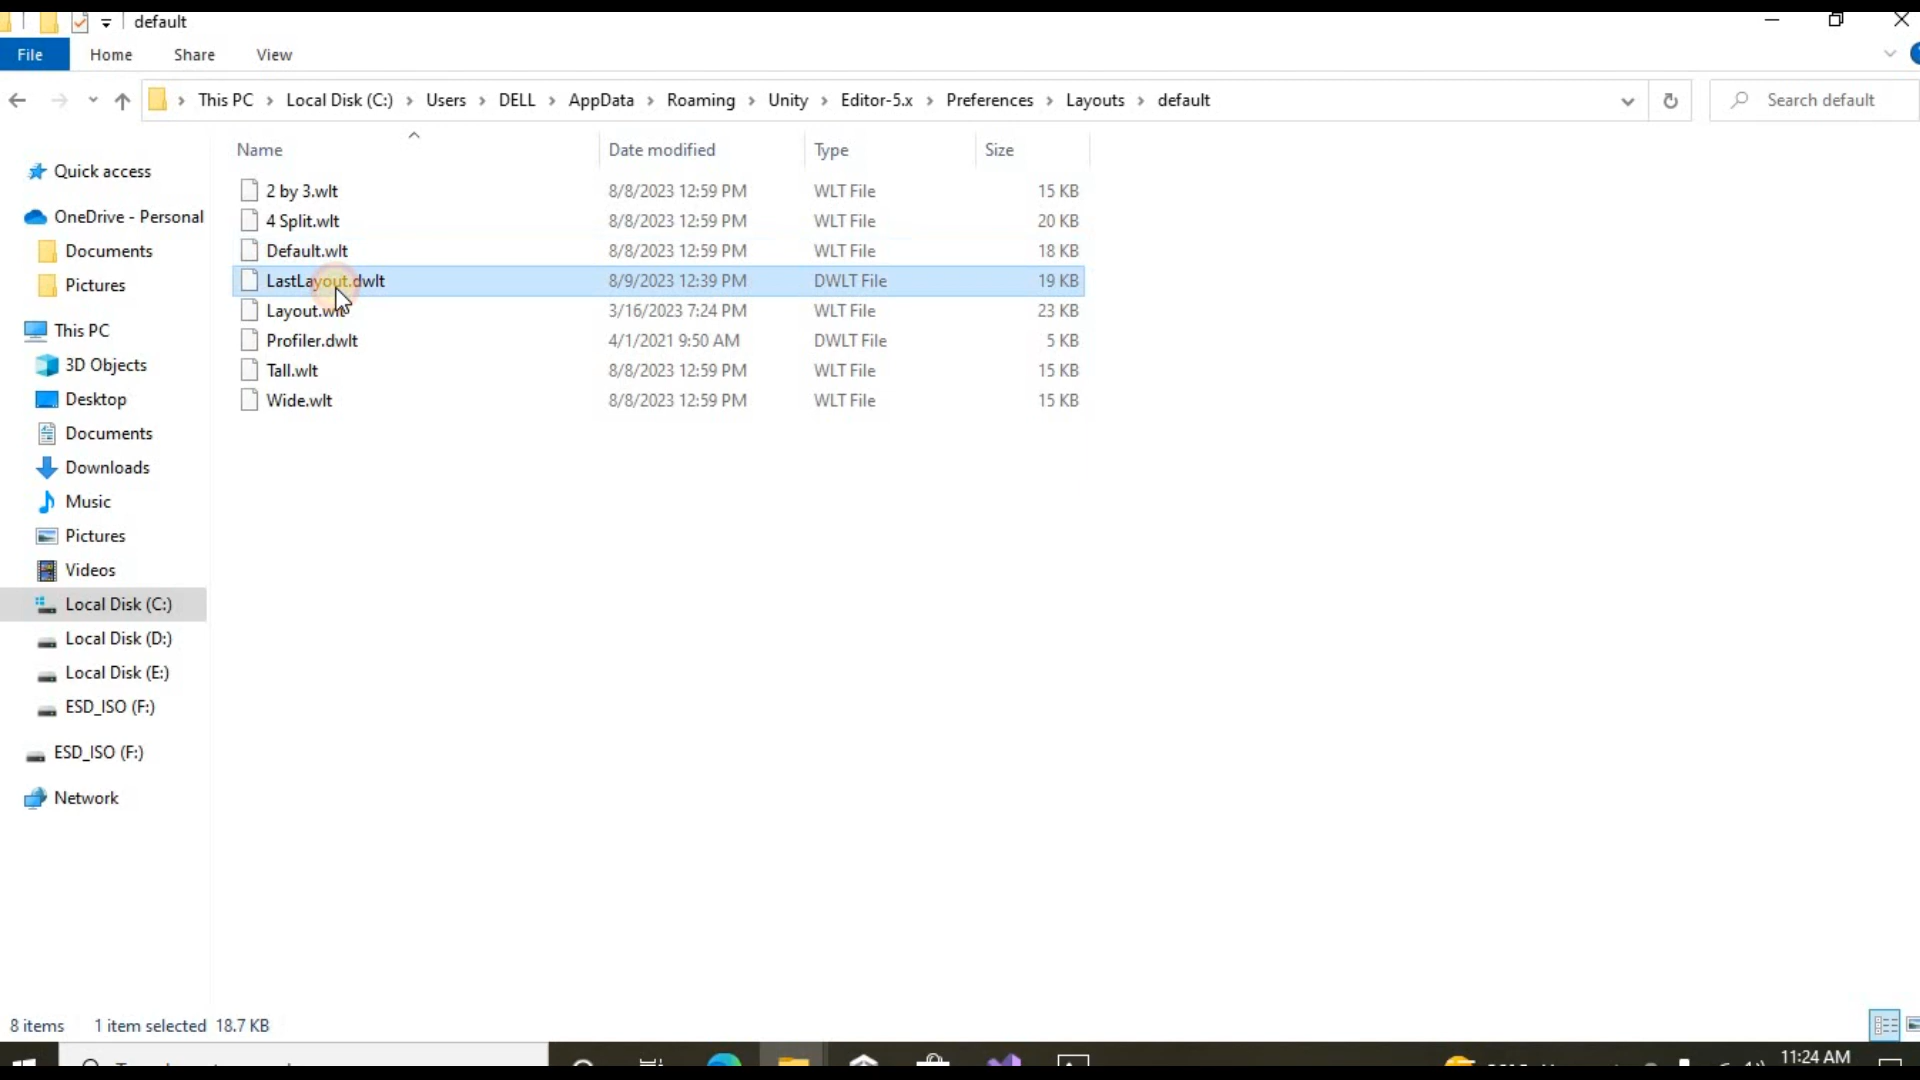 default
File Home Share View
This PC Local Disk (C:) Users DELL AppData Roaming Unity Editor-5.x Preferences Layouts default
Search default
Name Date modified Type Size
2 by 3.wlt 8/8/2023 12:59 PM WLT File 15 KB
4 Split.wlt 8/8/2023 12:59 PM WLT File 20 KB
Default.wlt 8/8/2023 12:59 PM WLT File 18 KB
LastLayout.dwlt 8/9/2023 12:39 PM DWLT File 19 KB
Layout.wlt 3/16/2023 7:24 PM WLT File 23 KB
Profiler.dwlt 4/1/2021 9:50 AM DWLT File 5 KB
Tall.wlt 8/8/2023 12:59 PM WLT File 15 KB
Wide.wlt 8/8/2023 12:59 PM WLT File 15 KB
Quick access
OneDrive - Personal
Documents
Pictures
This PC
3D Objects
Desktop
Documents
Downloads
Music
Pictures
Videos
Local Disk (C:)
Local Disk (D:)
Local Disk (E:)
ESD_ISO (F:)
ESD_ISO (F:)
Network
8 items 1 item selected 18.7 KB
11:24 AM